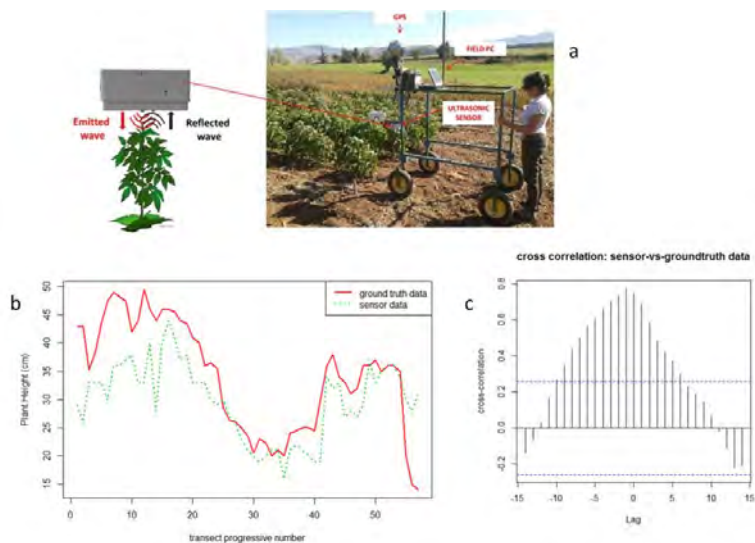 GPS
FIELD PC
a
ULTRASONIC
SENSOR
Emitted
wave
Reflected
wave
b
ground truth data
sensor data
Plant Height (cm)
15 20 25 30 35 40 45 50
0 10 20 30 40 50
transect progressive number
cross correlation: sensor-vs-groundtruth data
c
cross-correlation
-0.2 0.0 0.2 0.4 0.6 0.8
-15 -10 -5 0 5 10 15
Lag